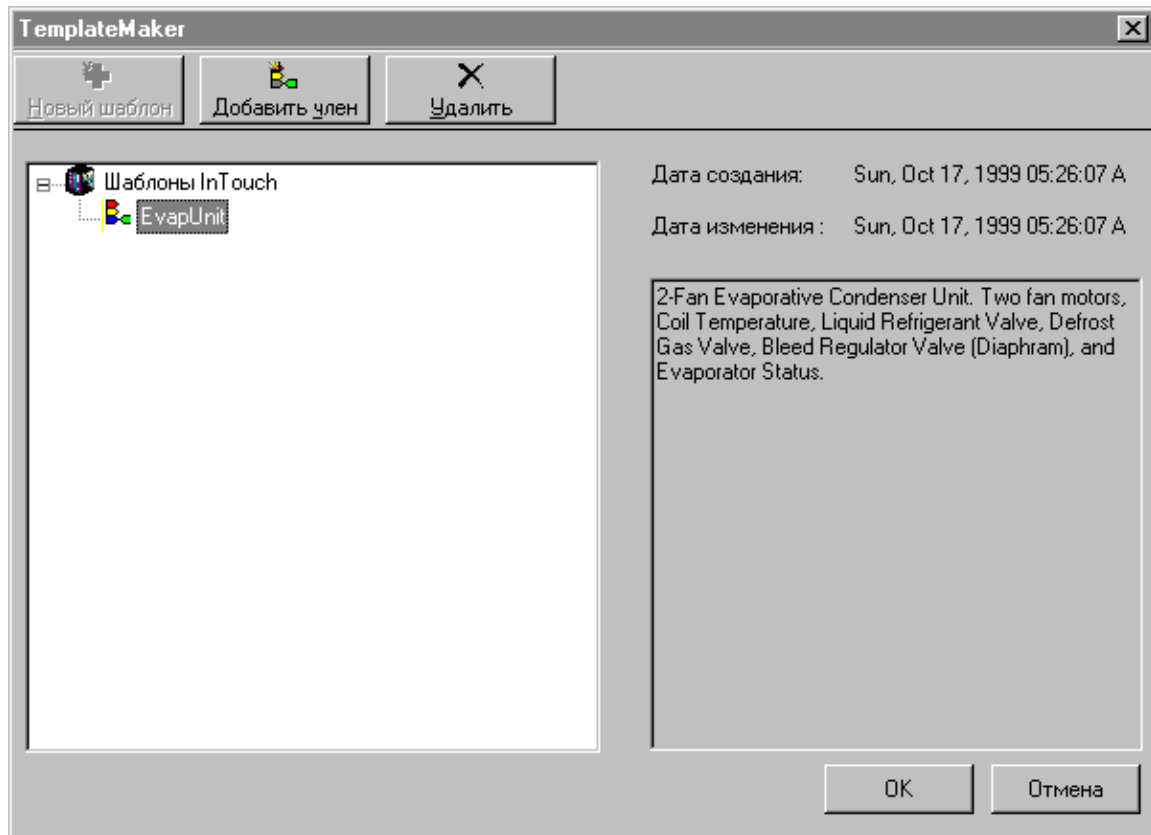 TemplateMaker
Новый шаблон Добавить член Удалить
Шаблоны InTouch
EvapUnit
Дата создания: Sun, Oct 17, 1999 05:26:07 A
Дата изменения : Sun, Oct 17, 1999 05:26:07 A
2-Fan Evaporative Condenser Unit. Two fan motors,
Coil Temperature, Liquid Refrigerant Valve, Defrost
Gas Valve, Bleed Regulator Valve (Diaphram), and
Evaporator Status.
OK Отмена